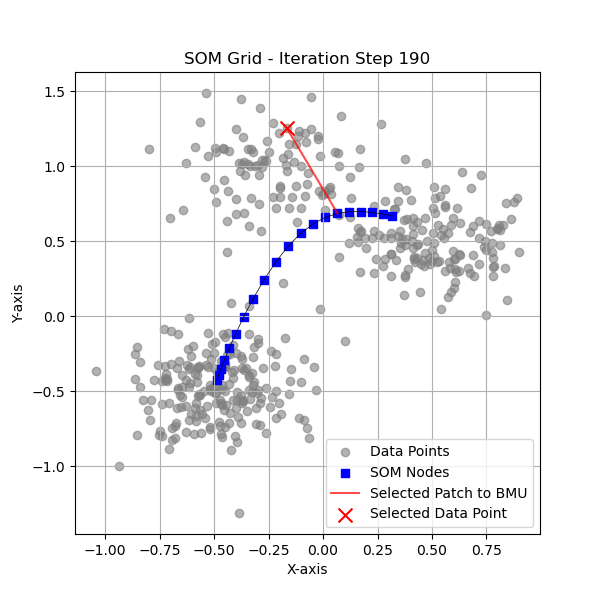 SOM Grid - Iteration Step 190
Y-axis
1.5
1.0
0.5
0.0
−0.5
−1.0
−1.00 −0.75 −0.50 −0.25 0.00 0.25 0.50 0.75
X-axis
Data Points
SOM Nodes
Selected Patch to BMU
Selected Data Point